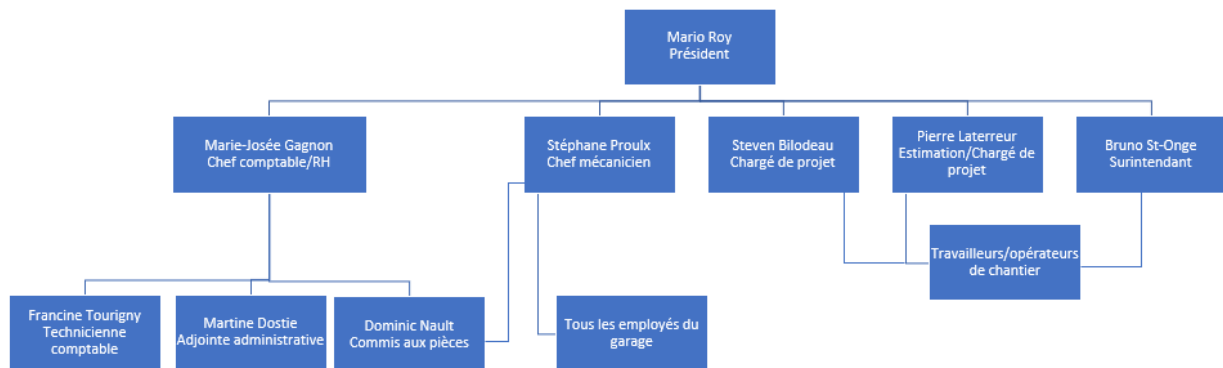 Mario Roy
Président
Marie-Josée Gagnon
Chef comptable/RH
Stéphane Proulx
Chef mécanicien
Steven Bilodeau
Chargé de projet
Pierre Laterreur
Estimation/Chargé de
projet
Bruno St-Onge
Surintendant
Travailleurs/opérateurs
de chantier
Francine Tourigny
Technicienne
comptable
Martine Dostie
Adjointe administrative
Dominic Nault
Commis aux pièces
Tous les employés du
garage